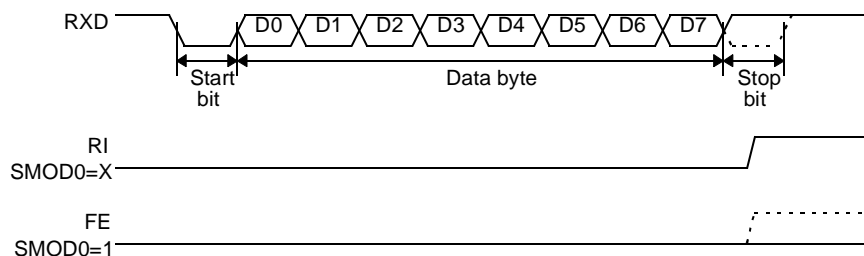 RXD
D0 D1 D2 D3 D4 D5 D6 D7
Start
bit
Data byte
Stop
bit
RI
SMOD0=X
FE
SMOD0=1